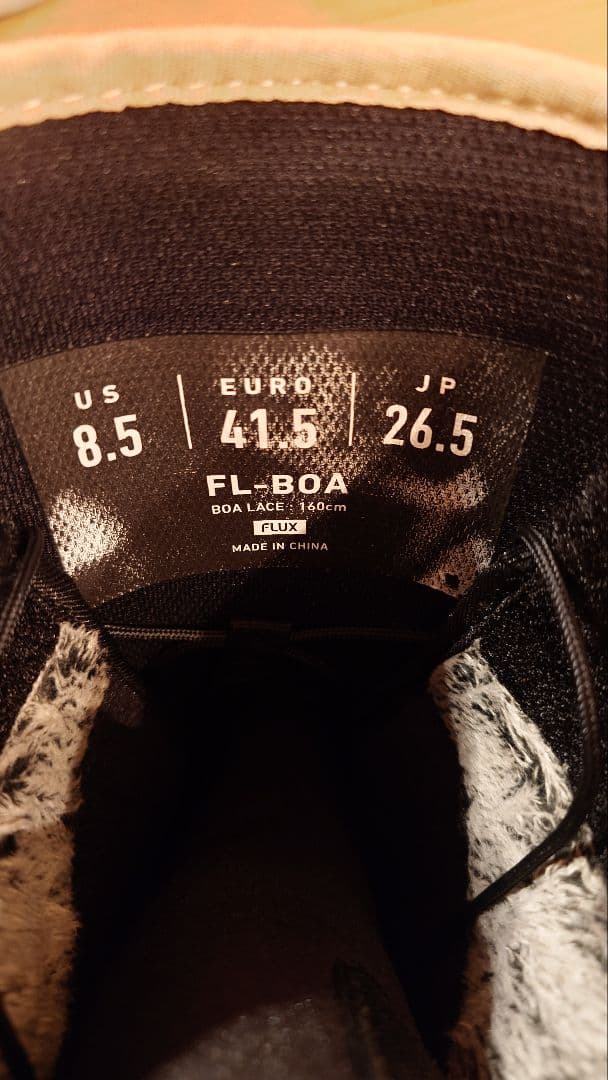 US EURO JP
8.5 41.5 26.5
FL-BOA
BOA LACE : 160cm
FLUX
MADE IN CHINA